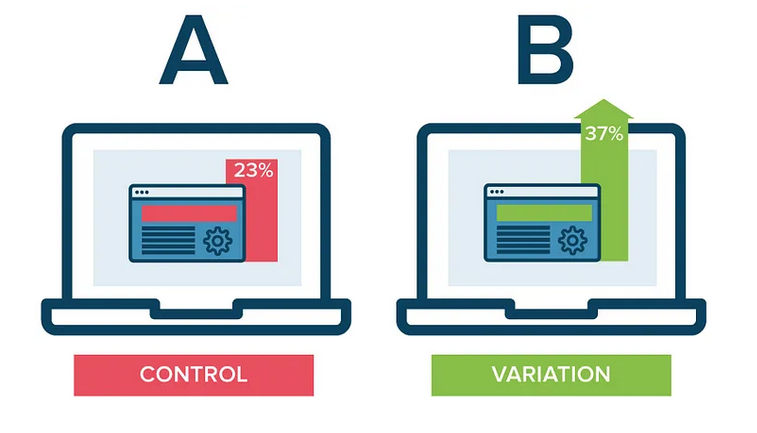 A
B
23%
37%
CONTROL
VARIATION